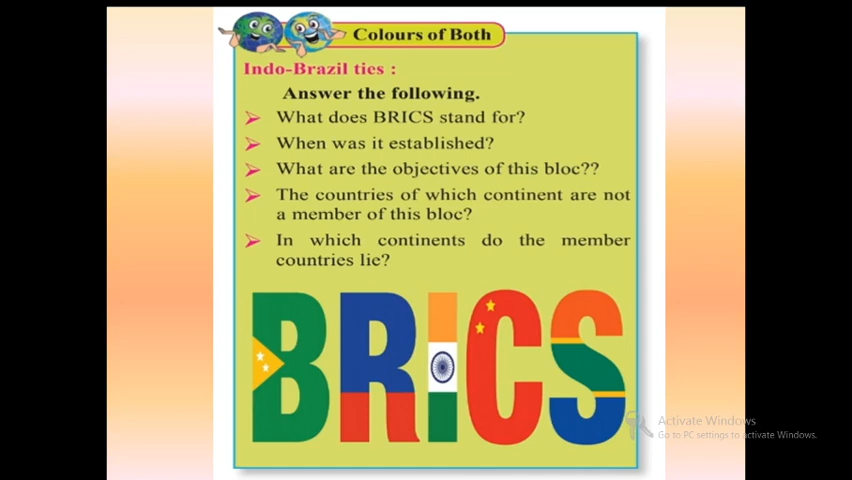 Colours of Both
Indo-Brazil ties :
Answer the following.
What does BRICS stand for?
When was it established?
What are the objectives of this bloc??
The countries of which continent are not
a member of this bloc?
In which continents do the member
countries lie?
BRICS
Activate Windows
Go to PC settings to activate Windows.